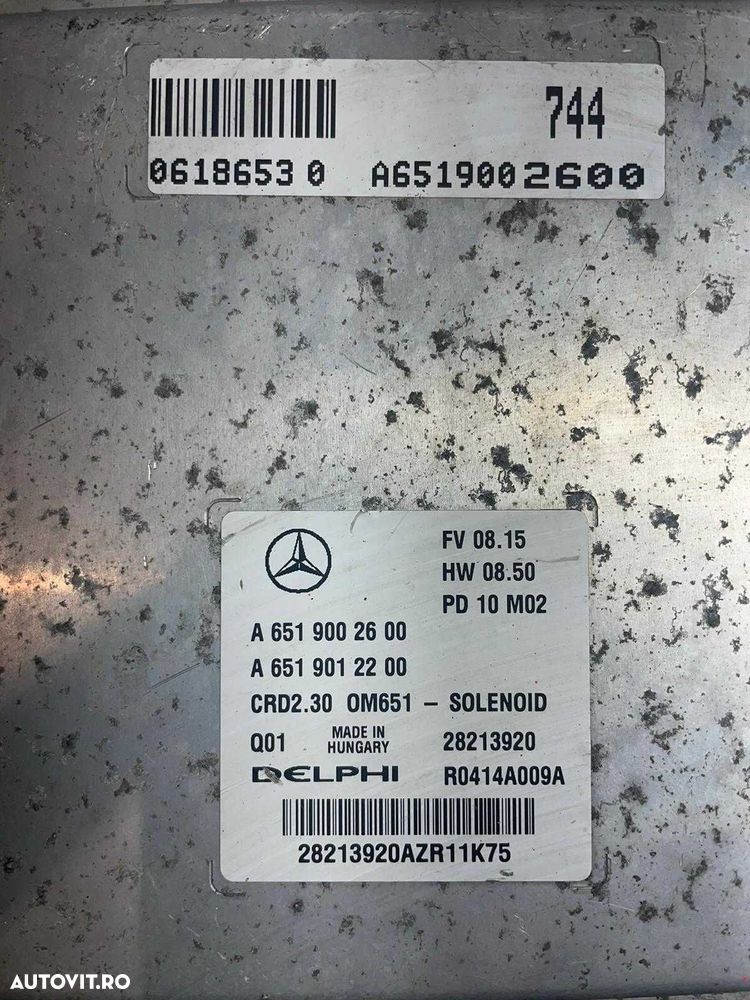 744
0618653 0 A6519002600
FV 08.15
HW 08.50
PD 10 M02
A 651 900 26 00
A 651 901 22 00
CRD2.30 OM651 – SOLENOID
Q01 MADE IN HUNGARY 28213920
DELPHI R0414A009A
28213920AZR11K75
AUTOVIT.RO